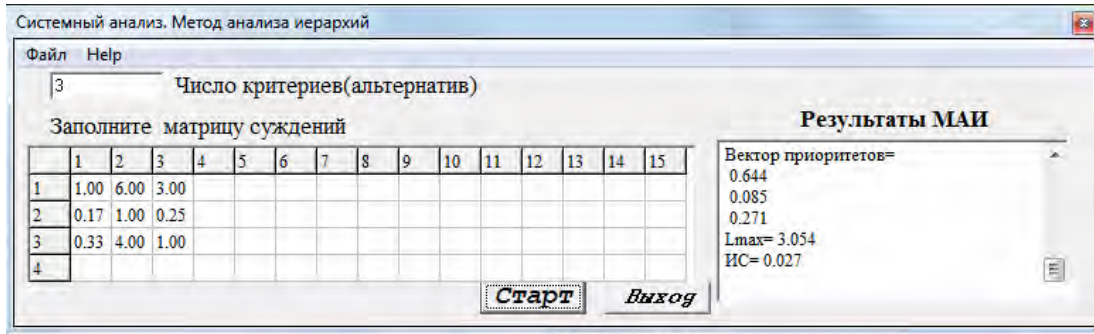 Системный анализ. Метод анализа иерархий
Файл Help
3 Число критериев(альтернатив)
Заполните матрицу суждений
1 2 3 4 5 6 7 8 9 10 11 12 13 14 15
1 1.00 6.00 3.00
2 0.17 1.00 0.25
3 0.33 4.00 1.00
4
Старт Выход
Результаты МАИ
Вектор приоритетов=
0.644
0.085
0.271
Lmax= 3.054
ИС= 0.027